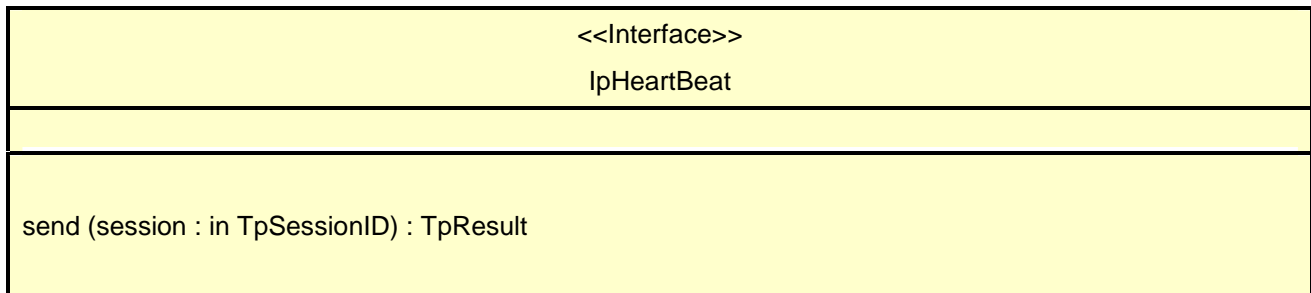 <<Interface>>
IpHeartBeat
send (session : in TpSessionID) : TpResult